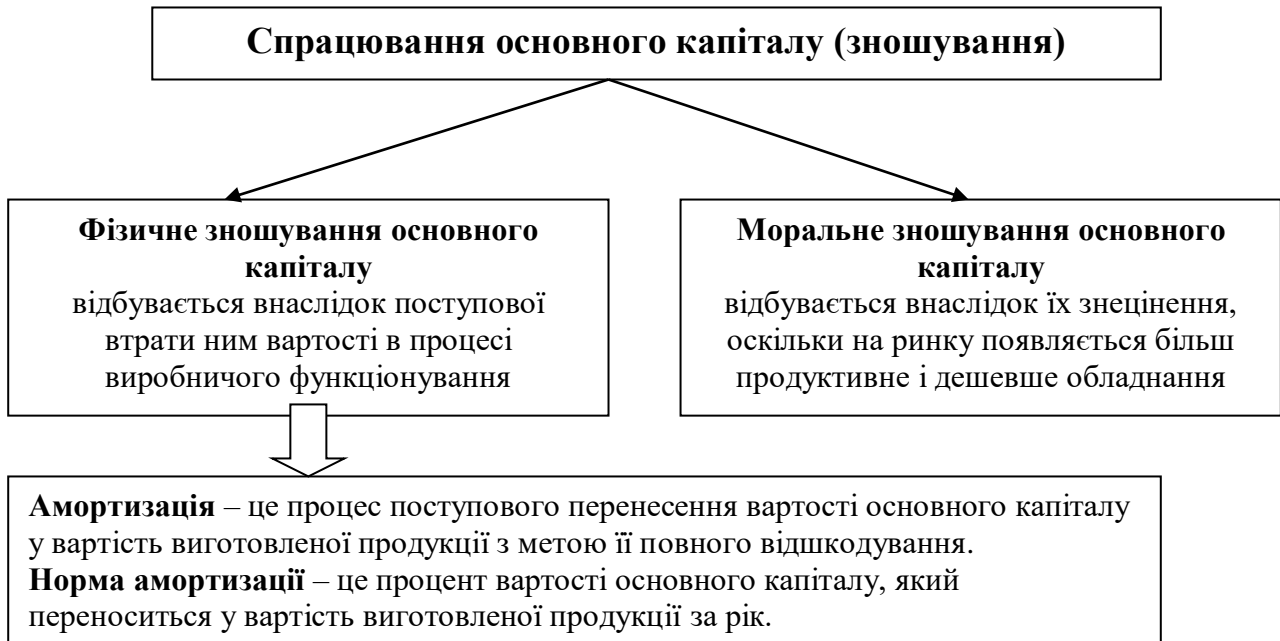 Спрацювання основного капіталу (зношування)
Фізичне зношування основного
капіталу
відбувається внаслідок поступової
втрати ним вартості в процесі
виробничого функціонування
Моральне зношування основного
капіталу
відбувається внаслідок їх знецінення,
оскільки на ринку появляється більш
продуктивне і дешевше обладнання
Амортизація – це процес поступового перенесення вартості основного капіталу
у вартість виготовленої продукції з метою її повного відшкодування.
Норма амортизації – це процент вартості основного капіталу, який
переноситься у вартість виготовленої продукції за рік.